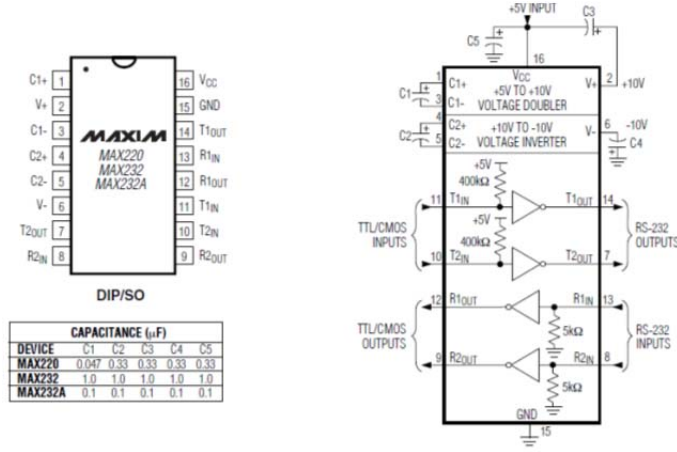 C1+ 1
V+ 2
C1- 3
C2+ 4
C2- 5
V- 6
T2OUT 7
R2IN 8
MAXIM
MAX220
MAX232
MAX232A
16 VCC
15 GND
14 T1OUT
13 R1IN
12 R1OUT
11 T1IN
10 T2IN
9 R2OUT
DIP/SO
CAPACITANCE (μF)
DEVICE C1 C2 C3 C4 C5
MAX220 0.047 0.33 0.33 0.33 0.33
MAX232 1.0 1.0 1.0 1.0 1.0
MAX232A 0.1 0.1 0.1 0.1 0.1
+5V INPUT
C3
C5
16
VCC
1 C1+
C1
3 C1-
+5V TO +10V
VOLTAGE DOUBLER
V+ 2 +10V
4 C2+
C2
5 C2-
+10V TO -10V
VOLTAGE INVERTER
V- 6 -10V
C4
+5V
400kΩ
11 T1IN
T1OUT 14
+5V
400kΩ
10 T2IN
T2OUT 7
TTL/CMOS
INPUTS
RS-232
OUTPUTS
12 R1OUT
R1IN 13
5kΩ
9 R2OUT
R2IN 8
5kΩ
TTL/CMOS
OUTPUTS
RS-232
INPUTS
GND
15